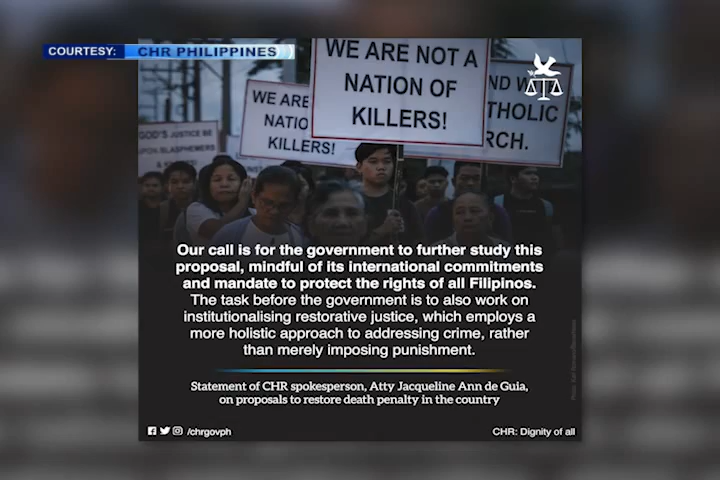 COURTESY: CHR PHILIPPINES
WE ARE NOT A
NATION OF
KILLERS!
WE ARE
NATIO
KILLERS!
ND W
THOLIC
RCH.
GOD'S JUSTICE BE
UPON BLASPHEMERS
Our call is for the government to further study this
proposal, mindful of its international commitments
and mandate to protect the rights of all Filipinos.
The task before the government is to also work on
institutionalising restorative justice, which employs a
more holistic approach to addressing crime, rather
than merely imposing punishment.
Statement of CHR spokesperson, Atty Jacqueline Ann de Guia,
on proposals to restore death penalty in the country
/chrgovph
CHR: Dignity of all